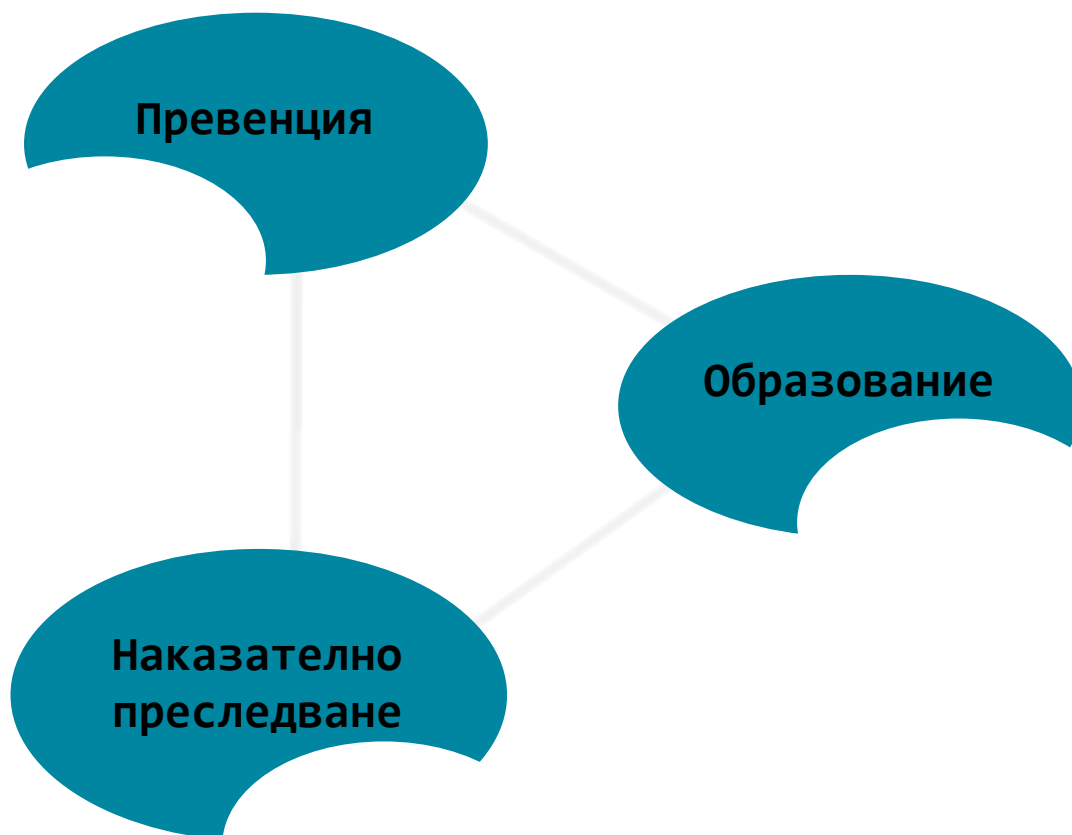 Превенция
Образование
Наказателно
преследване